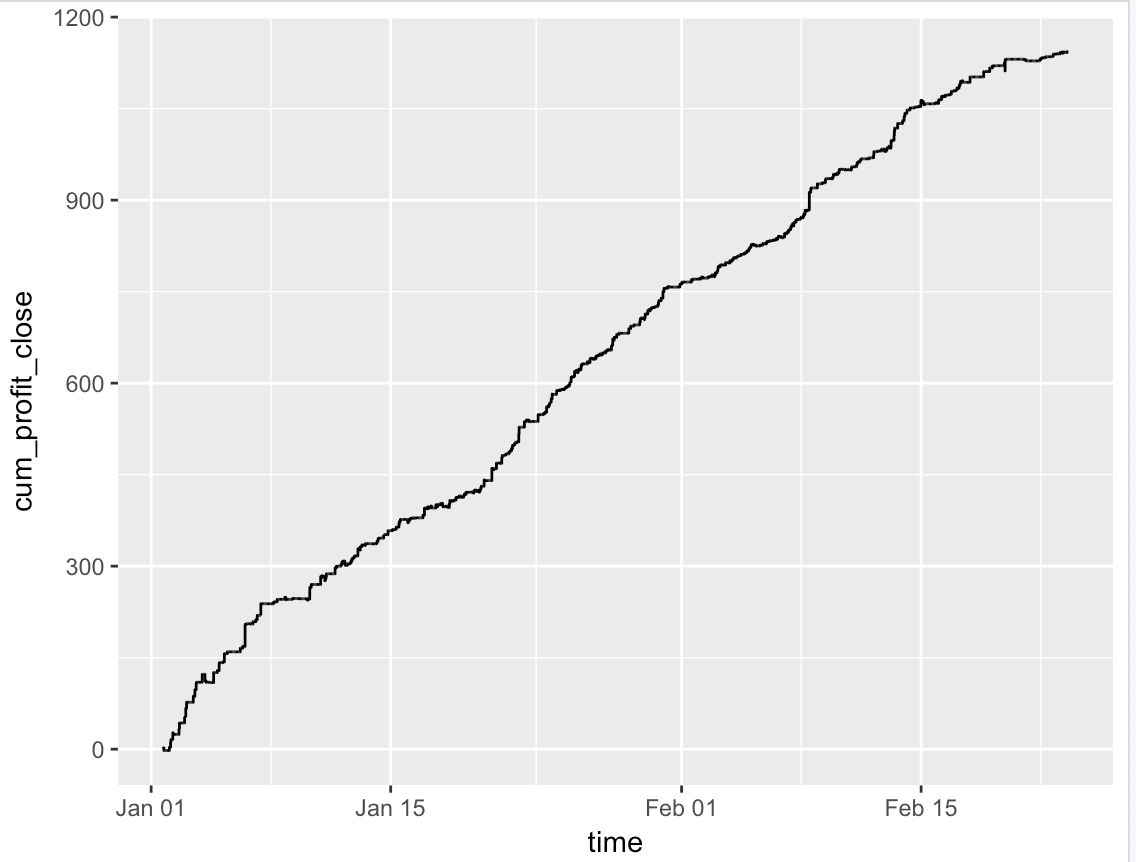 1200
900
600
300
0
cum_profit_close
Jan 01
Jan 15
Feb 01
Feb 15
time